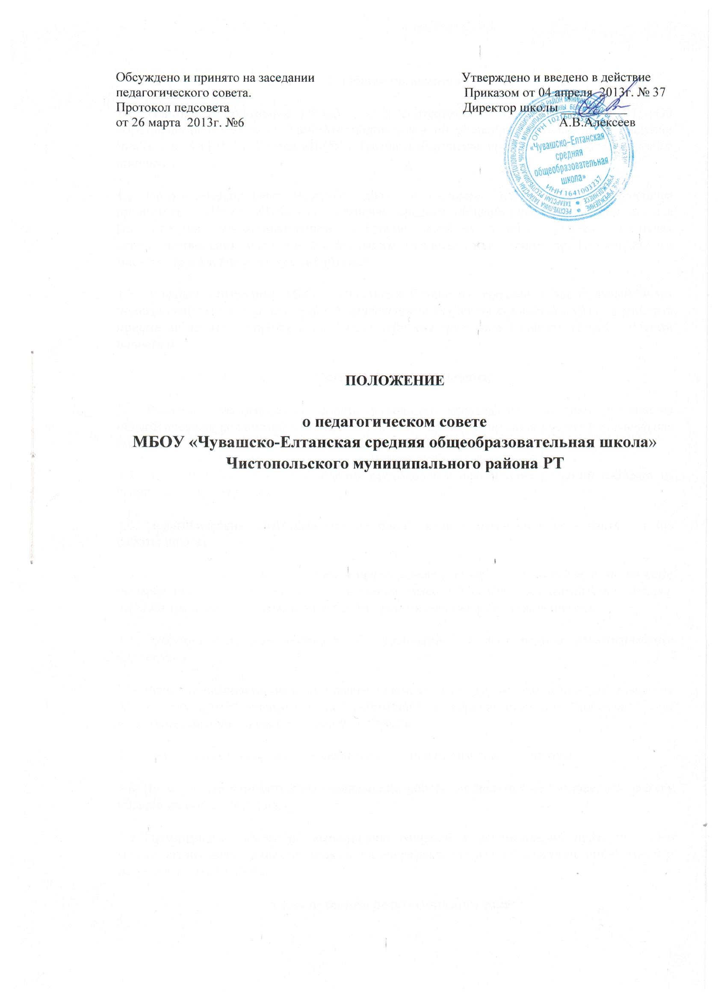 Обсуждено и принято на заседании
педагогического совета.
Протокол педсовета
от 26 марта 2013г. №6
Утверждено и введено в действие
Приказом от 04 апреля 2013г. № 37
Директор школы ___________
А.В.Алексеев
«Чувашско-Елтанская
средняя
общеобразовательная
школа»
ИНН 1641003237
ПОЛОЖЕНИЕ
о педагогическом совете
МБОУ «Чувашско-Елтанская средняя общеобразовательная школа»
Чистопольского муниципального района РТ